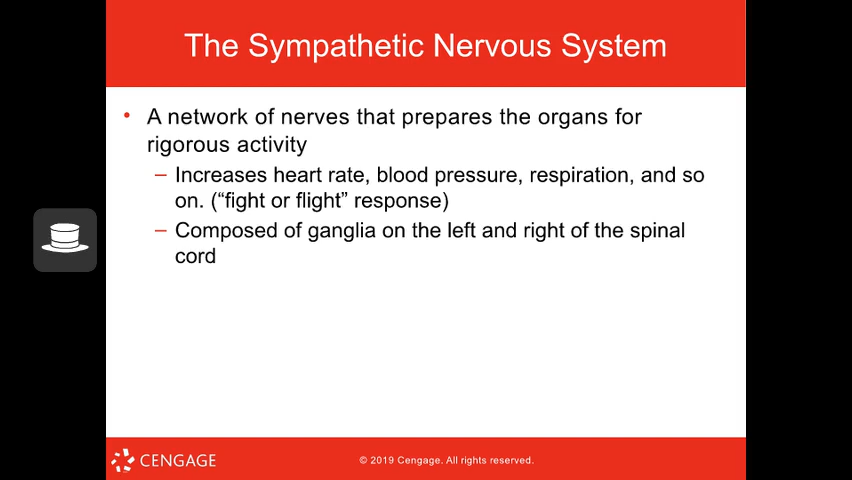 The Sympathetic Nervous System
• A network of nerves that prepares the organs for
rigorous activity
– Increases heart rate, blood pressure, respiration, and so
on. (“fight or flight” response)
– Composed of ganglia on the left and right of the spinal
cord
CENGAGE
© 2019 Cengage. All rights reserved.